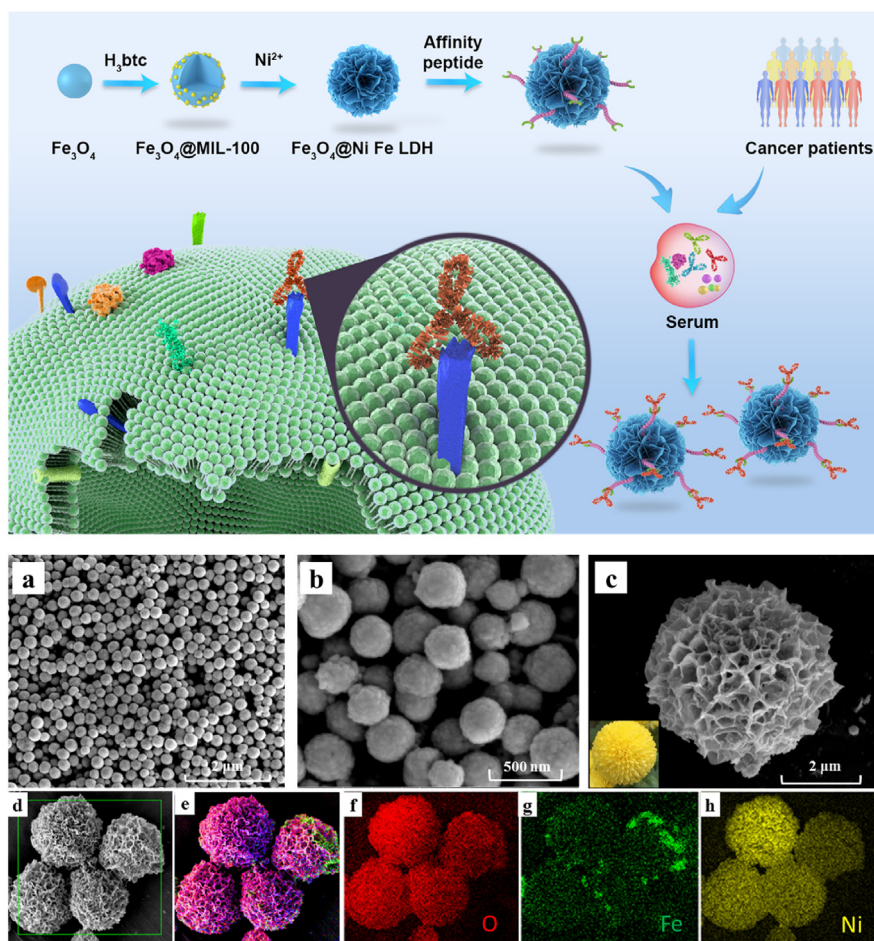 H₃btc
Ni²⁺
Affinity
peptide
Fe₃O₄
Fe₃O₄@MIL-100
Fe₃O₄@Ni Fe LDH
Cancer patients
Serum
a
2 μm
b
500 nm
c
2 μm
d
e
f
O
g
Fe
h
Ni